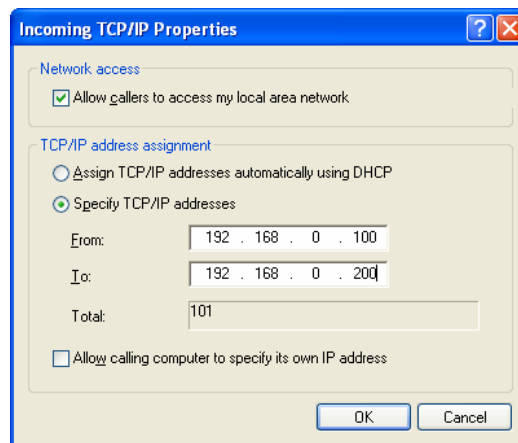 Incoming TCP/IP Properties
Network access
Allow callers to access my local area network
TCP/IP address assignment
Assign TCP/IP addresses automatically using DHCP
Specify TCP/IP addresses
From: 192 . 168 . 0 . 100
To: 192 . 168 . 0 . 200
Total: 101
Allow calling computer to specify its own IP address
OK Cancel